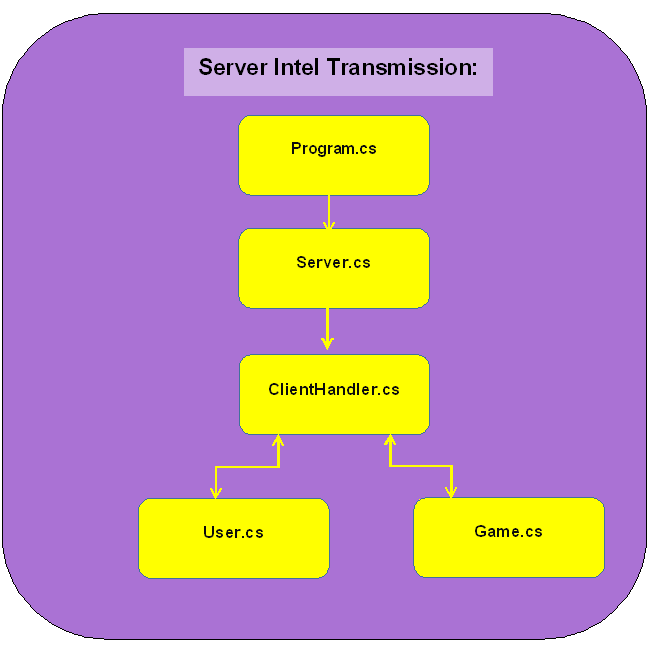 Server Intel Transmission:
Program.cs
Server.cs
ClientHandler.cs
User.cs
Game.cs